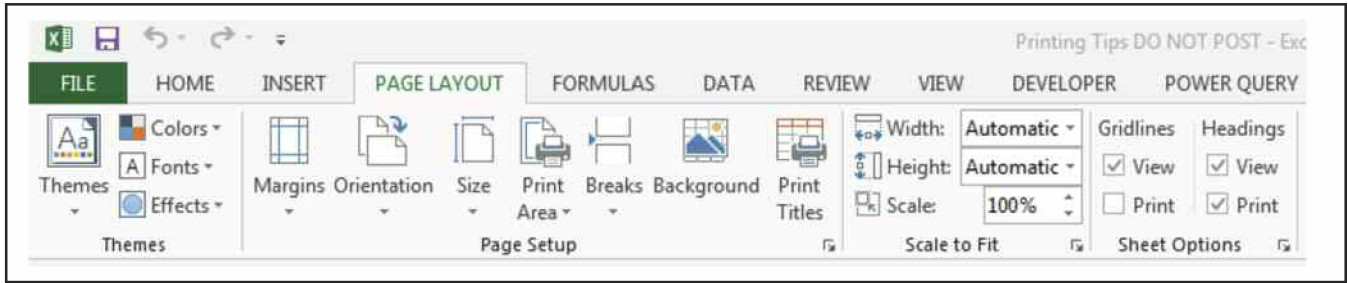 Printing Tips DO NOT POST - Exc
FILE HOME INSERT PAGE LAYOUT FORMULAS DATA REVIEW VIEW DEVELOPER POWER QUERY
Aa Colors Width: Automatic Gridlines Headings
A Fonts Height: Automatic View View
Themes Margins Orientation Size Print Breaks Background Print
Effects Area Titles Scale: 100% Print Print
Themes Page Setup Scale to Fit Sheet Options